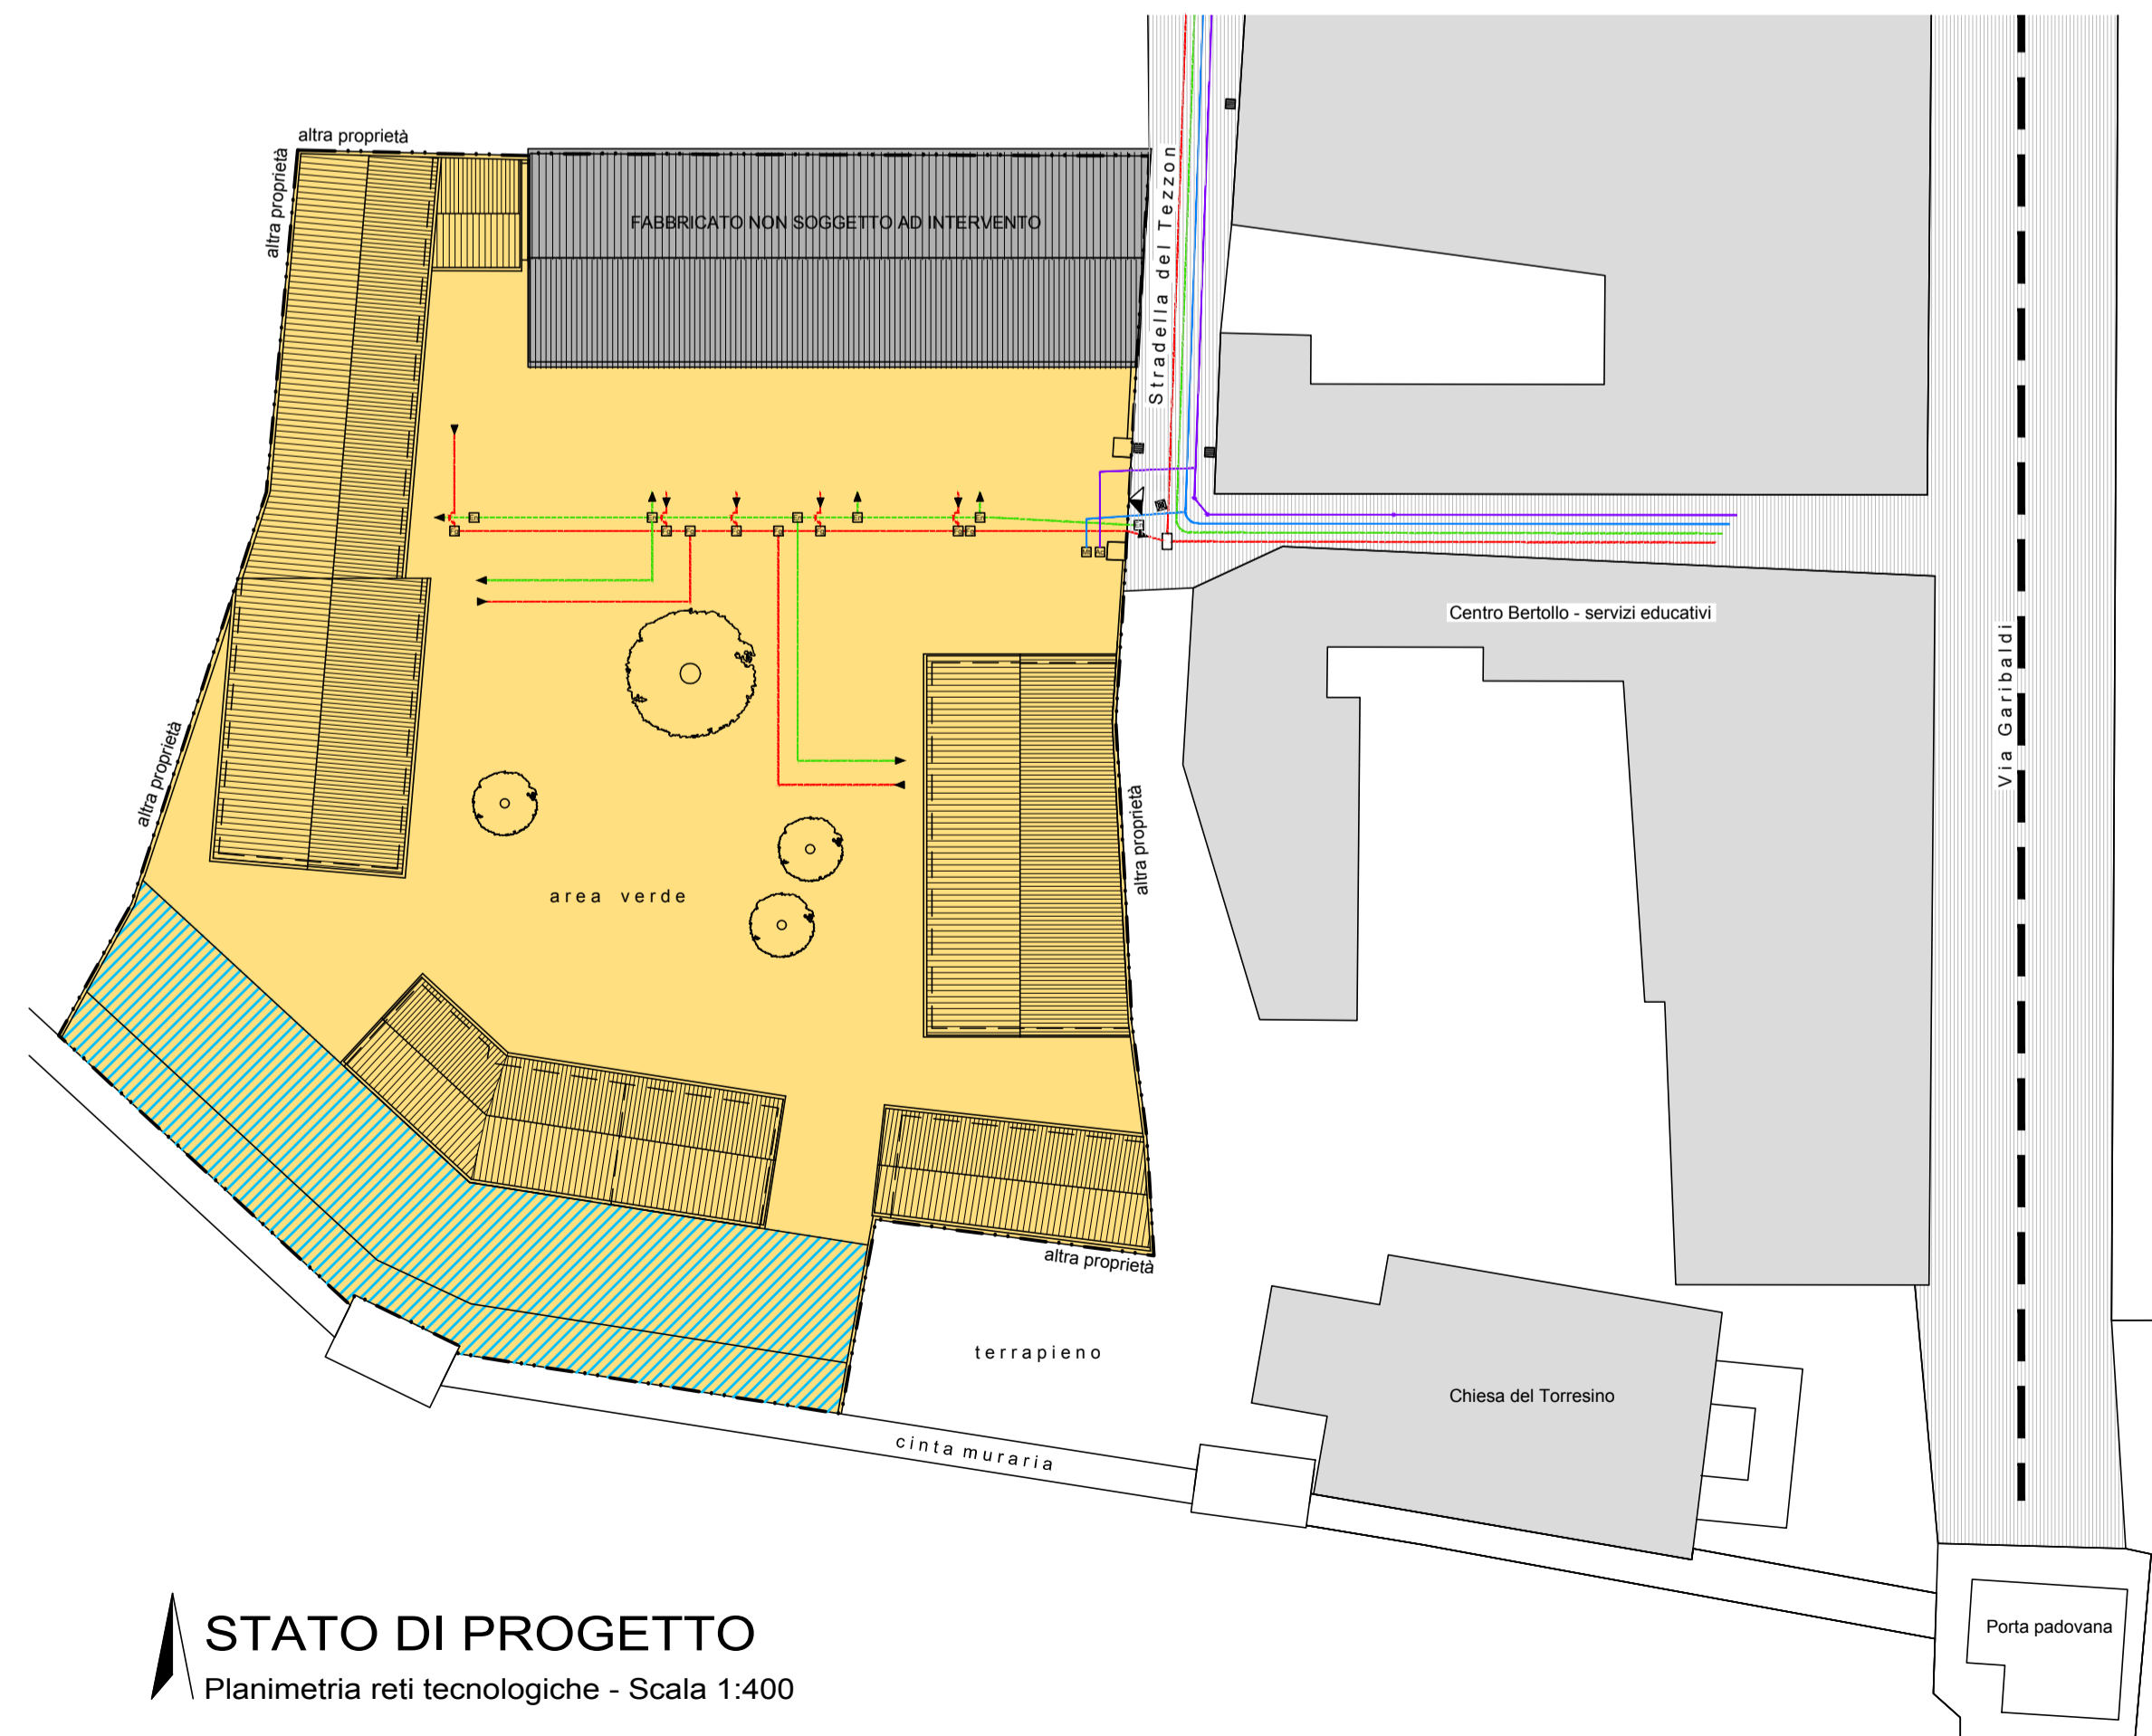 altra proprietà
altra proprietà
FABBRICATO NON SOGGETTO AD INTERVENTO
Stradella del Tezzon
Centro Bertollo - servizi educativi
Via Garibaldi
altra proprietà
altra proprietà
area verde
altra proprietà
terrapieno
Chiesa del Torresino
cinta muraria
Porta padovana
STATO DI PROGETTO
Planimetria reti tecnologiche - Scala 1:400